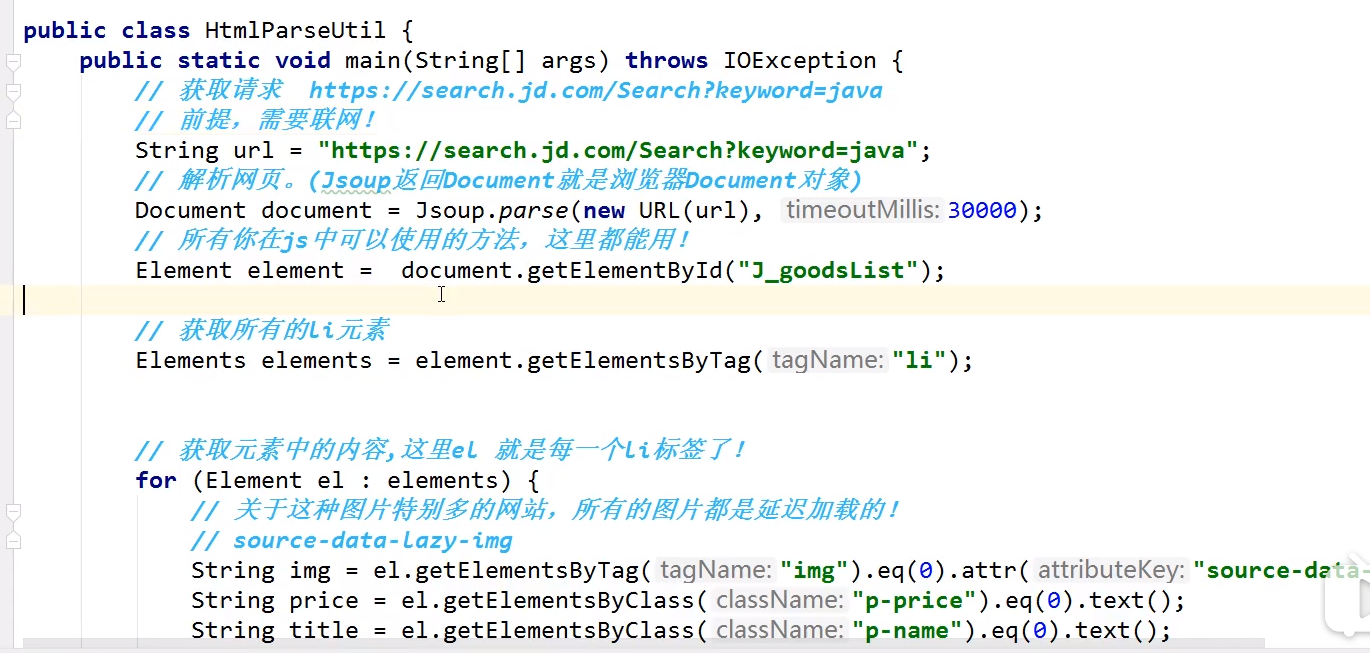 public class HtmlParseUtil {
public static void main(String[] args) throws IOException {
// 获取请求  https://search.jd.com/Search?keyword=java
// 前提，需要联网！
String url = "https://search.jd.com/Search?keyword=java";
// 解析网页。(Jsoup返回Document就是浏览器Document对象)
Document document = Jsoup.parse(new URL(url), timeoutMillis: 30000);
// 所有你在js中可以使用的方法，这里都能用！
Element element =  document.getElementById("J_goodsList");
// 获取所有的li元素
Elements elements = element.getElementsByTag( tagName: "li");
// 获取元素中的内容,这里el 就是每一个li标签了！
for (Element el : elements) {
// 关于这种图片特别多的网站，所有的图片都是延迟加载的！
// source-data-lazy-img
String img = el.getElementsByTag( tagName: "img").eq(0).attr( attributeKey: "source-data-
String price = el.getElementsByClass( className: "p-price").eq(0).text();
String title = el.getElementsByClass( className: "p-name").eq(0).text();